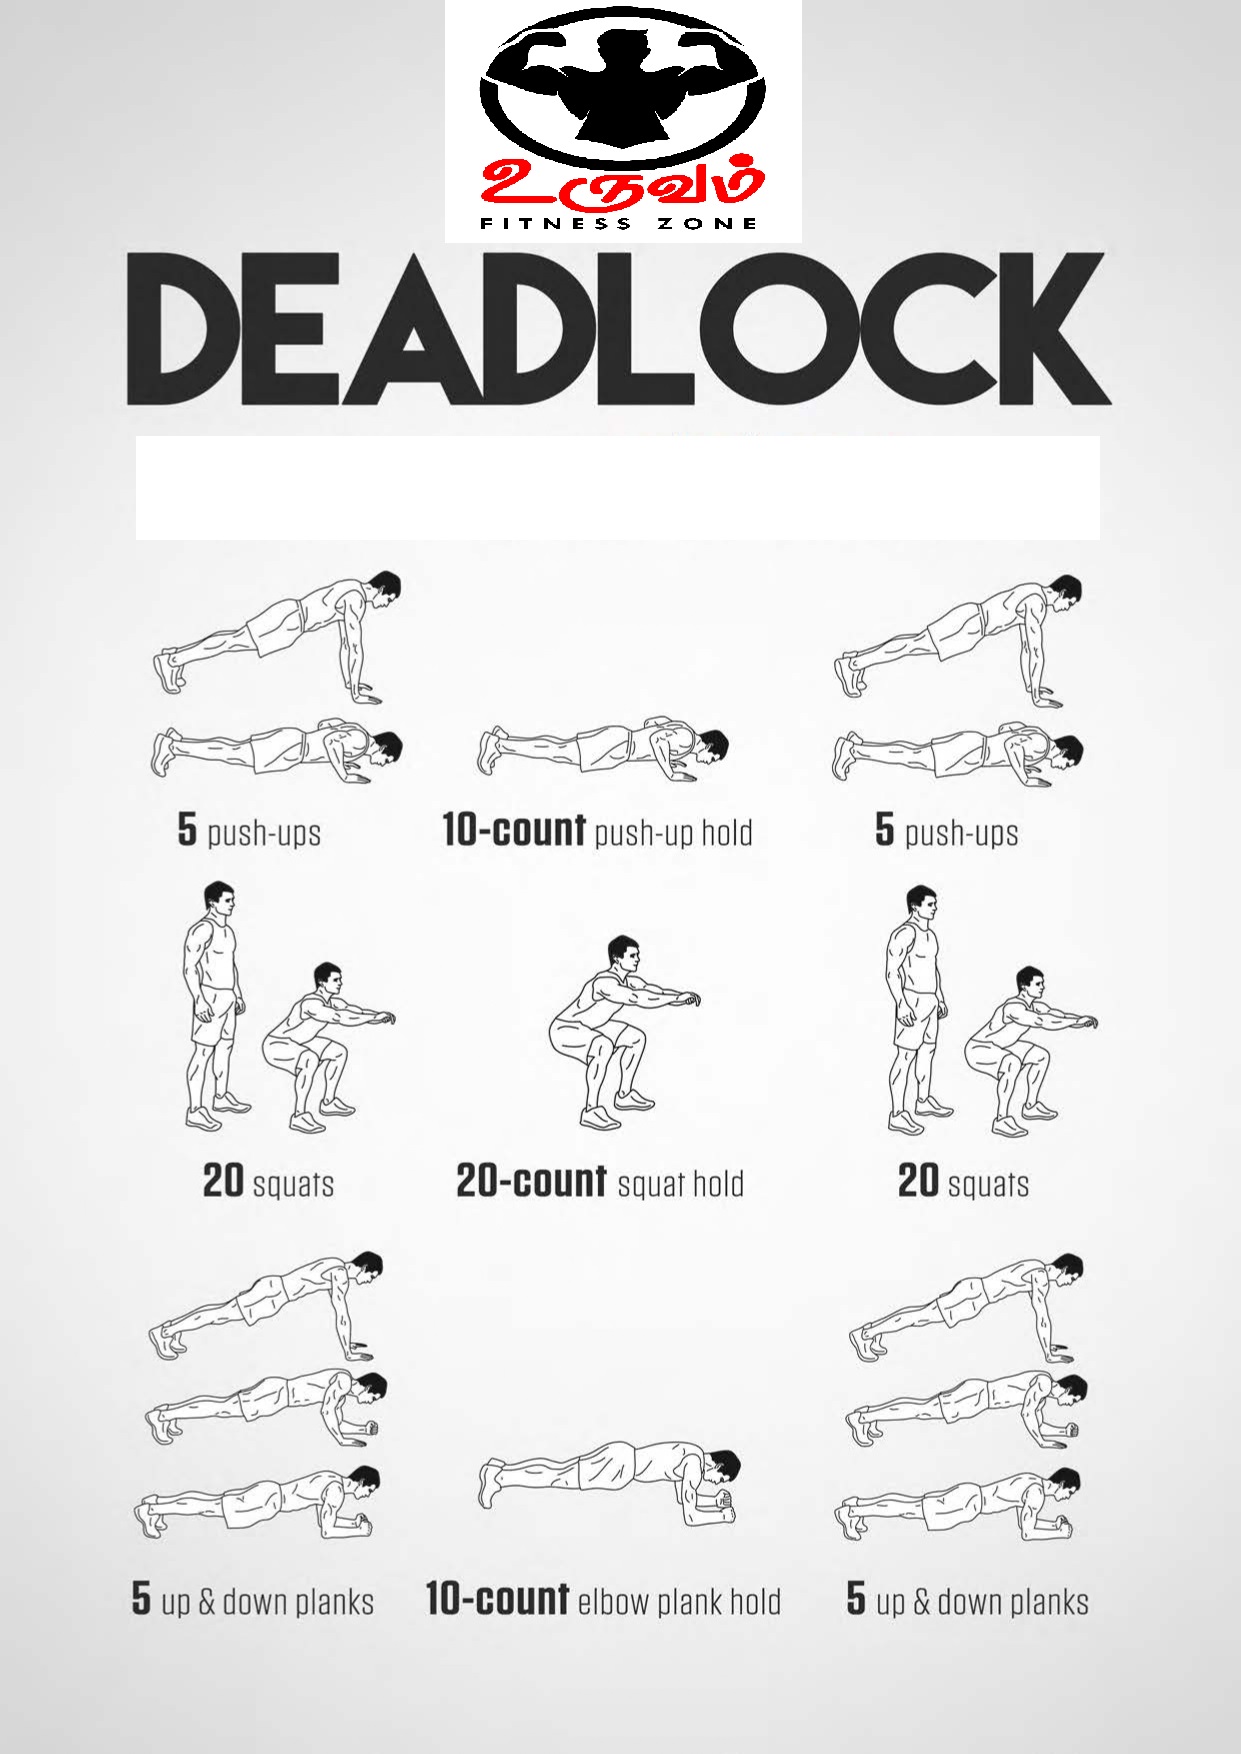 உருவம்
FITNESS ZONE
DEADLOCK
5 push-ups
10-count push-up hold
5 push-ups
20 squats
20-count squat hold
20 squats
5 up & down planks
10-count elbow plank hold
5 up & down planks